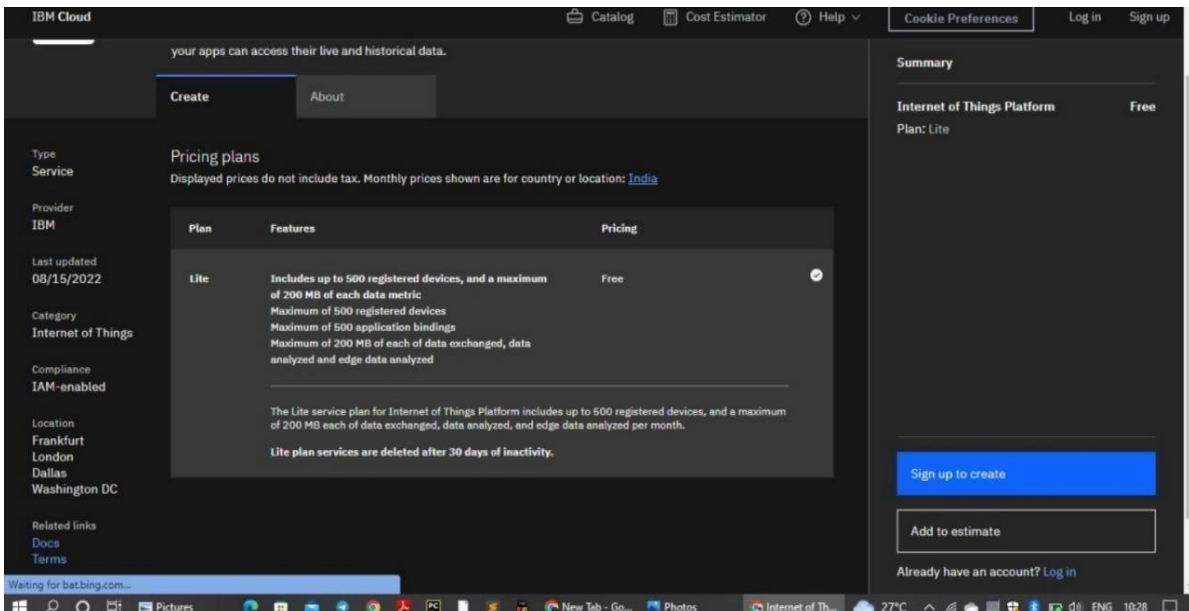 IBM Cloud
Catalog
Cost Estimator
Help
Cookie Preferences
Log in
Sign up
your apps can access their live and historical data.
Create
About
Type
Service
Provider
IBM
Last updated
08/15/2022
Category
Internet of Things
Compliance
IAM-enabled
Location
Frankfurt
London
Dallas
Washington DC
Related links
Docs
Terms
Pricing plans
Displayed prices do not include tax. Monthly prices shown are for country or location: India
Plan Features Pricing
Lite
Includes up to 500 registered devices, and a maximum
of 200 MB of each data metric
Maximum of 500 registered devices
Maximum of 500 application bindings
Maximum of 200 MB of each of data exchanged, data
analyzed and edge data analyzed
Free
The Lite service plan for Internet of Things Platform includes up to 500 registered devices, and a maximum
of 200 MB each of data exchanged, data analyzed, and edge data analyzed per month.
Lite plan services are deleted after 30 days of inactivity.
Summary
Internet of Things Platform Free
Plan: Lite
Sign up to create
Add to estimate
Already have an account? Log in
Waiting for bat.bing.com...
Pictures
PC
New Tab - Go...
Photos
Internet of Th...
27°C
ENG
10:28